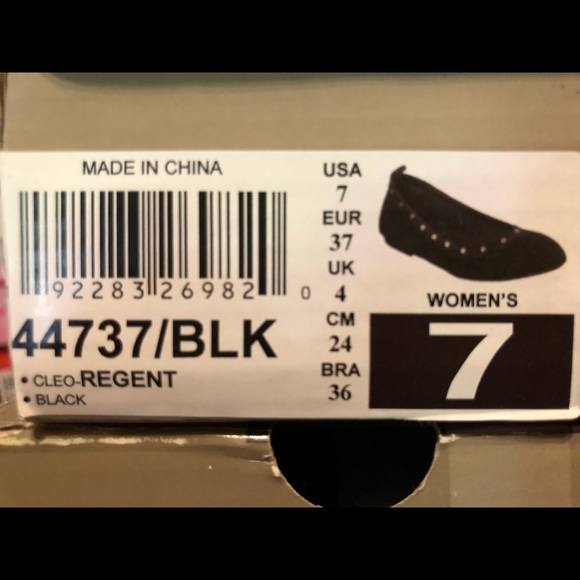 MADE IN CHINA
92283 26982 0
44737/BLK
• CLEO-REGENT
• BLACK
USA
7
EUR
37
UK
4
CM
24
BRA
36
WOMEN'S
7